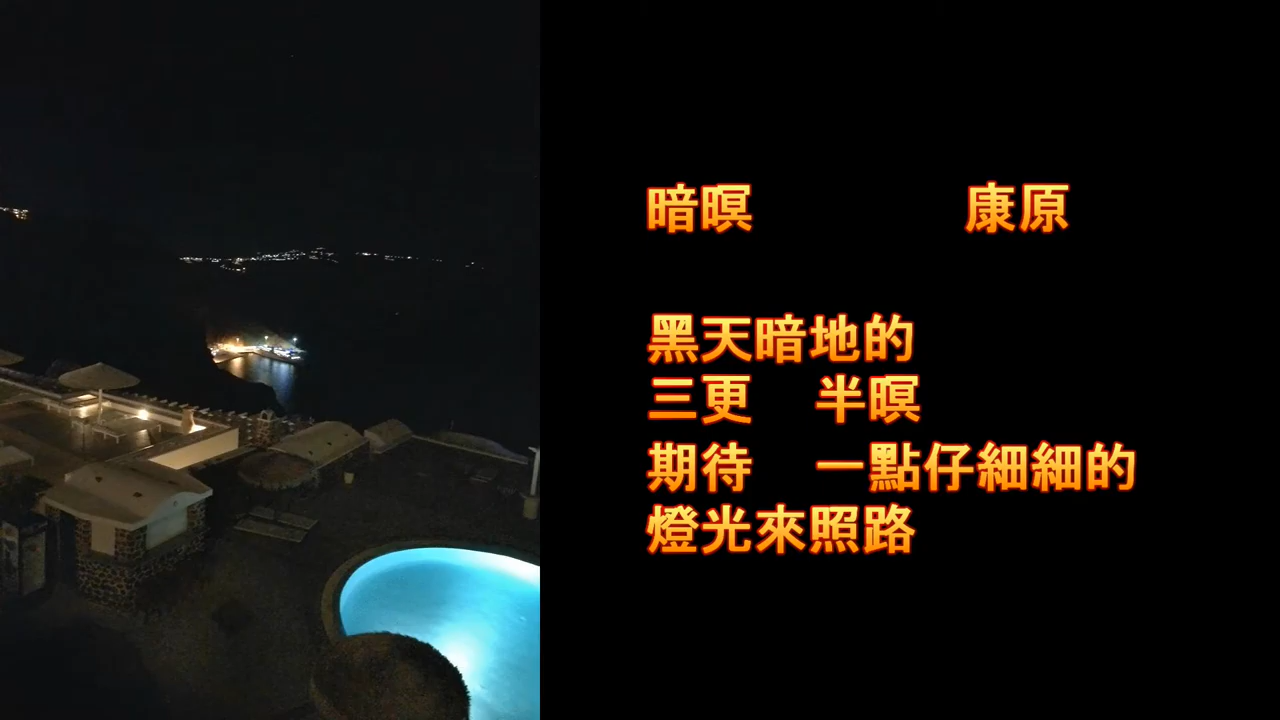 暗暝 康原
黑天暗地的
三更 半暝
期待 一點仔細細的
燈光來照路